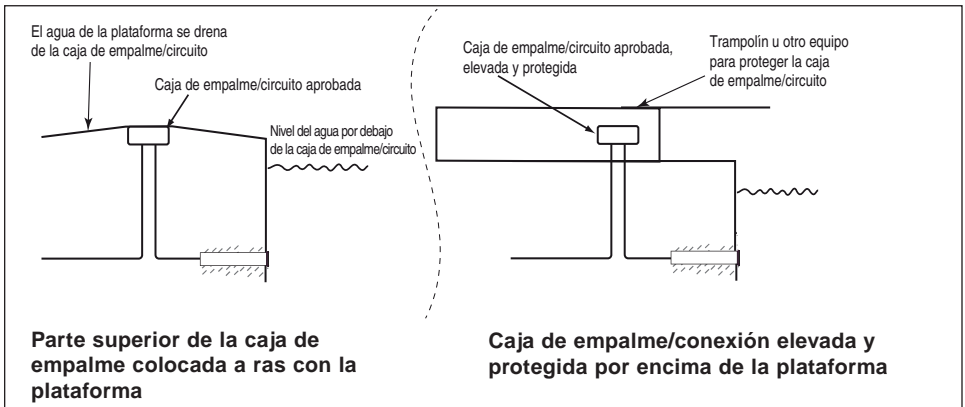 El agua de la plataforma se drena
de la caja de empalme/circuito
Caja de empalme/circuito aprobada
Nivel del agua por debajo
de la caja de empalme/circuito
Parte superior de la caja de
empalme colocada a ras con la
plataforma
Caja de empalme/circuito aprobada,
elevada y protegida
Trampolín u otro equipo
para proteger la caja
de empalme/circuito
Caja de empalme/conexión elevada y
protegida por encima de la plataforma